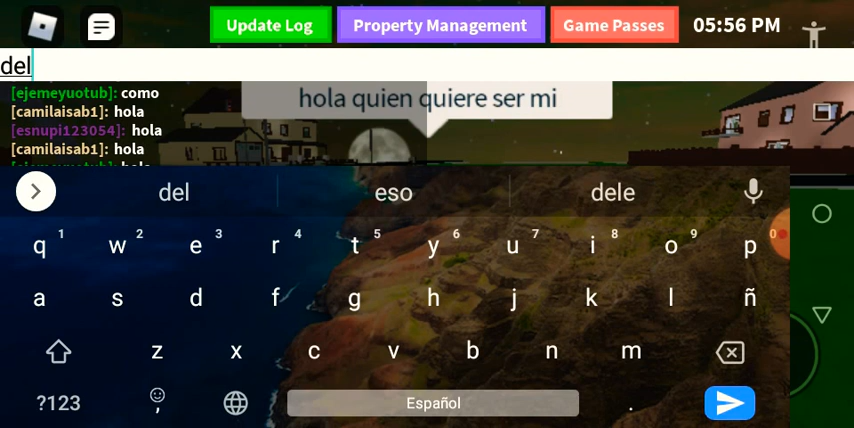 Update Log
Property Management
Game Passes
05:56 PM
del
[ejemeyuotub]: como
[camilaisab1]: hola
[esnupi123054]: hola
[camilaisab1]: hola
hola quien quiere ser mi
del eso dele
q 1 w 2 e 3 r 4 t 5 y 6 u 7 i 8 o 9 p 0
a s d f g h j k l ñ
z x c v b n m
?123 , Español .